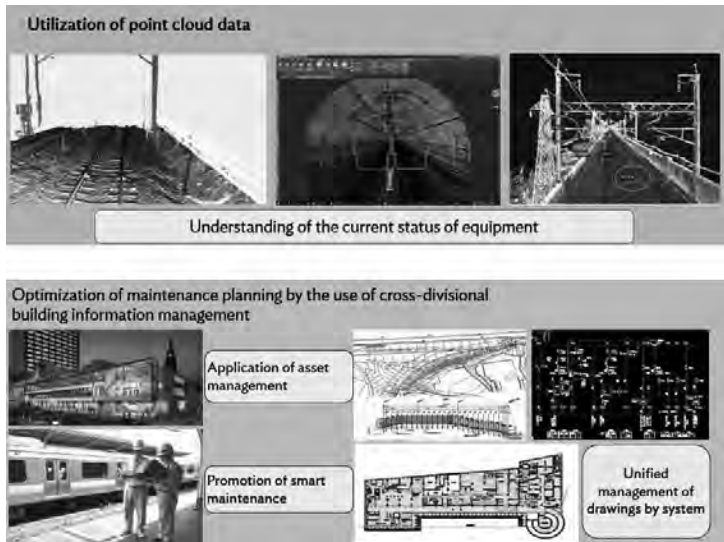 Utilization of point cloud data
Understanding of the current status of equipment
Optimization of maintenance planning by the use of cross-divisional
building information management
Application of asset
management
Promotion of smart
maintenance
Unified
management of
drawings by system